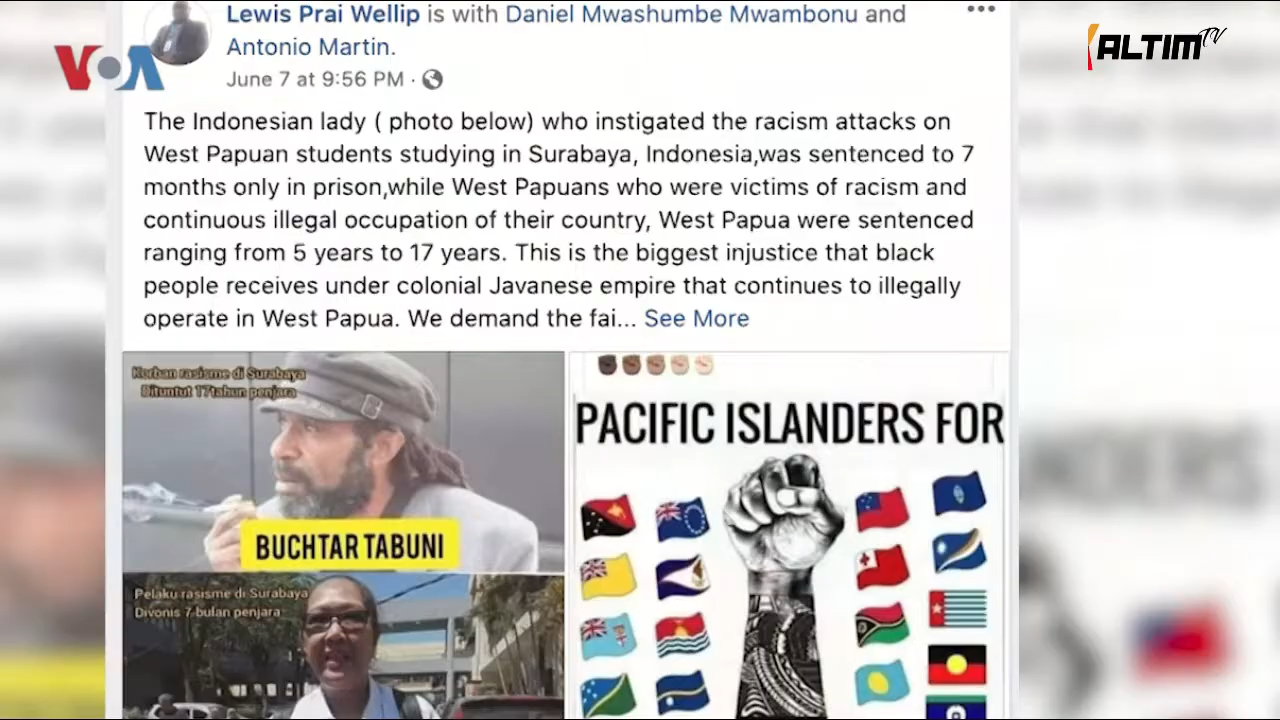 Lewis Prai Wellip is with Daniel Mwashumbe Mwambonu and
Antonio Martin.
June 7 at 9:56 PM ·
VOA
KALTIM TV
The Indonesian lady ( photo below) who instigated the racism attacks on
West Papuan students studying in Surabaya, Indonesia,was sentenced to 7
months only in prison,while West Papuans who were victims of racism and
continuous illegal occupation of their country, West Papua were sentenced
ranging from 5 years to 17 years. This is the biggest injustice that black
people receives under colonial Javanese empire that continues to illegally
operate in West Papua. We demand the fai... See More
Korban rasisme di Surabaya
Dituntut 17tahun penjara
BUCHTAR TABUNI
Pelaku rasisme di Surabaya
Divonis 7 bulan penjara
PACIFIC ISLANDERS FOR